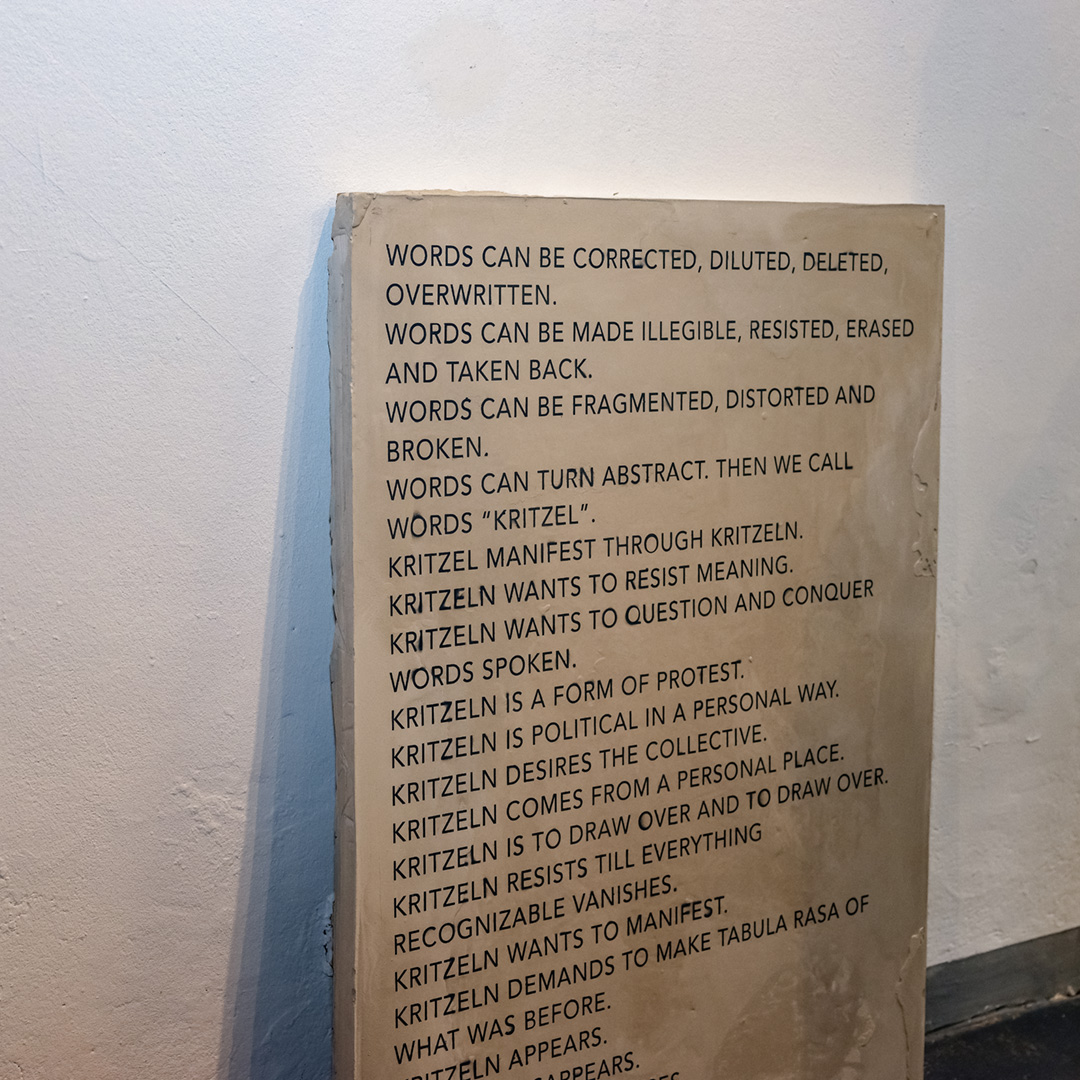 WORDS CAN BE CORRECTED, DILUTED, DELETED,
OVERWRITTEN.
WORDS CAN BE MADE ILLEGIBLE, RESISTED, ERASED
AND TAKEN BACK.
WORDS CAN BE FRAGMENTED, DISTORTED AND
BROKEN.
WORDS CAN TURN ABSTRACT. THEN WE CALL
WORDS “KRITZEL”.
KRITZEL MANIFEST THROUGH KRITZELN.
KRITZELN WANTS TO RESIST MEANING.
KRITZELN WANTS TO QUESTION AND CONQUER
WORDS SPOKEN.
KRITZELN IS A FORM OF PROTEST.
KRITZELN IS POLITICAL IN A PERSONAL WAY.
KRITZELN DESIRES THE COLLECTIVE.
KRITZELN COMES FROM A PERSONAL PLACE.
KRITZELN IS TO DRAW OVER AND TO DRAW OVER.
KRITZELN RESISTS TILL EVERYTHING
RECOGNIZABLE VANISHES.
KRITZELN WANTS TO MANIFEST.
KRITZELN DEMANDS TO MAKE TABULA RASA OF
WHAT WAS BEFORE.
KRITZELN APPEARS.